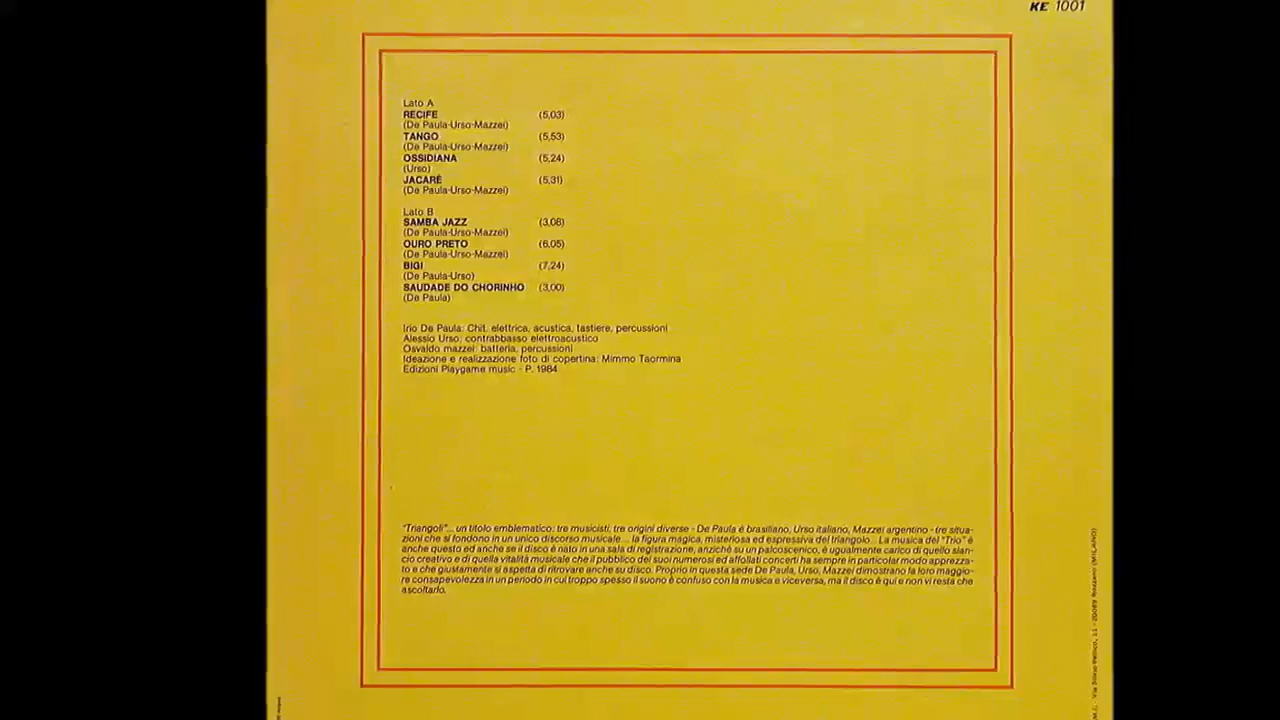 KE 1001
Lato A
RECIFE (5,03)
(De Paula-Urso-Mazzei)
TANGO (5,53)
(De Paula-Urso-Mazzei)
OSSIDIANA (5,24)
(Urso)
JACARÈ (5,31)
(De Paula-Urso-Mazzei)
Lato B
SAMBA JAZZ (3,08)
(De Paula-Urso-Mazzei)
OURO PRETO (6,05)
(De Paula-Urso-Mazzei)
BIGI (7,24)
(De Paula-Urso)
SAUDADE DO CHORINHO (3,00)
(De Paula)
Irio De Paula: Chit. elettrica, acustica, tastiere, percussioni
Alessio Urso: contrabbasso elettroacustico
Osvaldo mazzei: batteria, percussioni
Ideazione e realizzazione foto di copertina: Mimmo Taormina
Edizioni Playgame music - P. 1984
"Triangoli"... un titolo emblematico: tre musicisti, tre origini diverse - De Paula è brasiliano, Urso italiano, Mazzei argentino - tre situa-
zioni che si fondono in un unico discorso musicale... la figura magica, misteriosa ed espressiva del triangolo... La musica del "Trio" è
anche questo ed anche se il disco è nato in una sala di registrazione, anzichè su un palcoscenico, è ugualmente carico di quello slan-
cio creativo e di quella vitalità musicale che il pubblico dei suoi numerosi ed affollati concerti ha sempre in particolar modo apprezza-
to e che giustamente si aspetta di ritrovare anche su disco. Proprio in questa sede De Paula, Urso, Mazzei dimostrano la loro maggio-
re consapevolezza in un periodo in cui troppo spesso il suono è confuso con la musica e viceversa, ma il disco è qui e non vi resta che
ascoltarlo.
Via Silvio Pellico, 11 - 20089 Rozzano (MILANO)